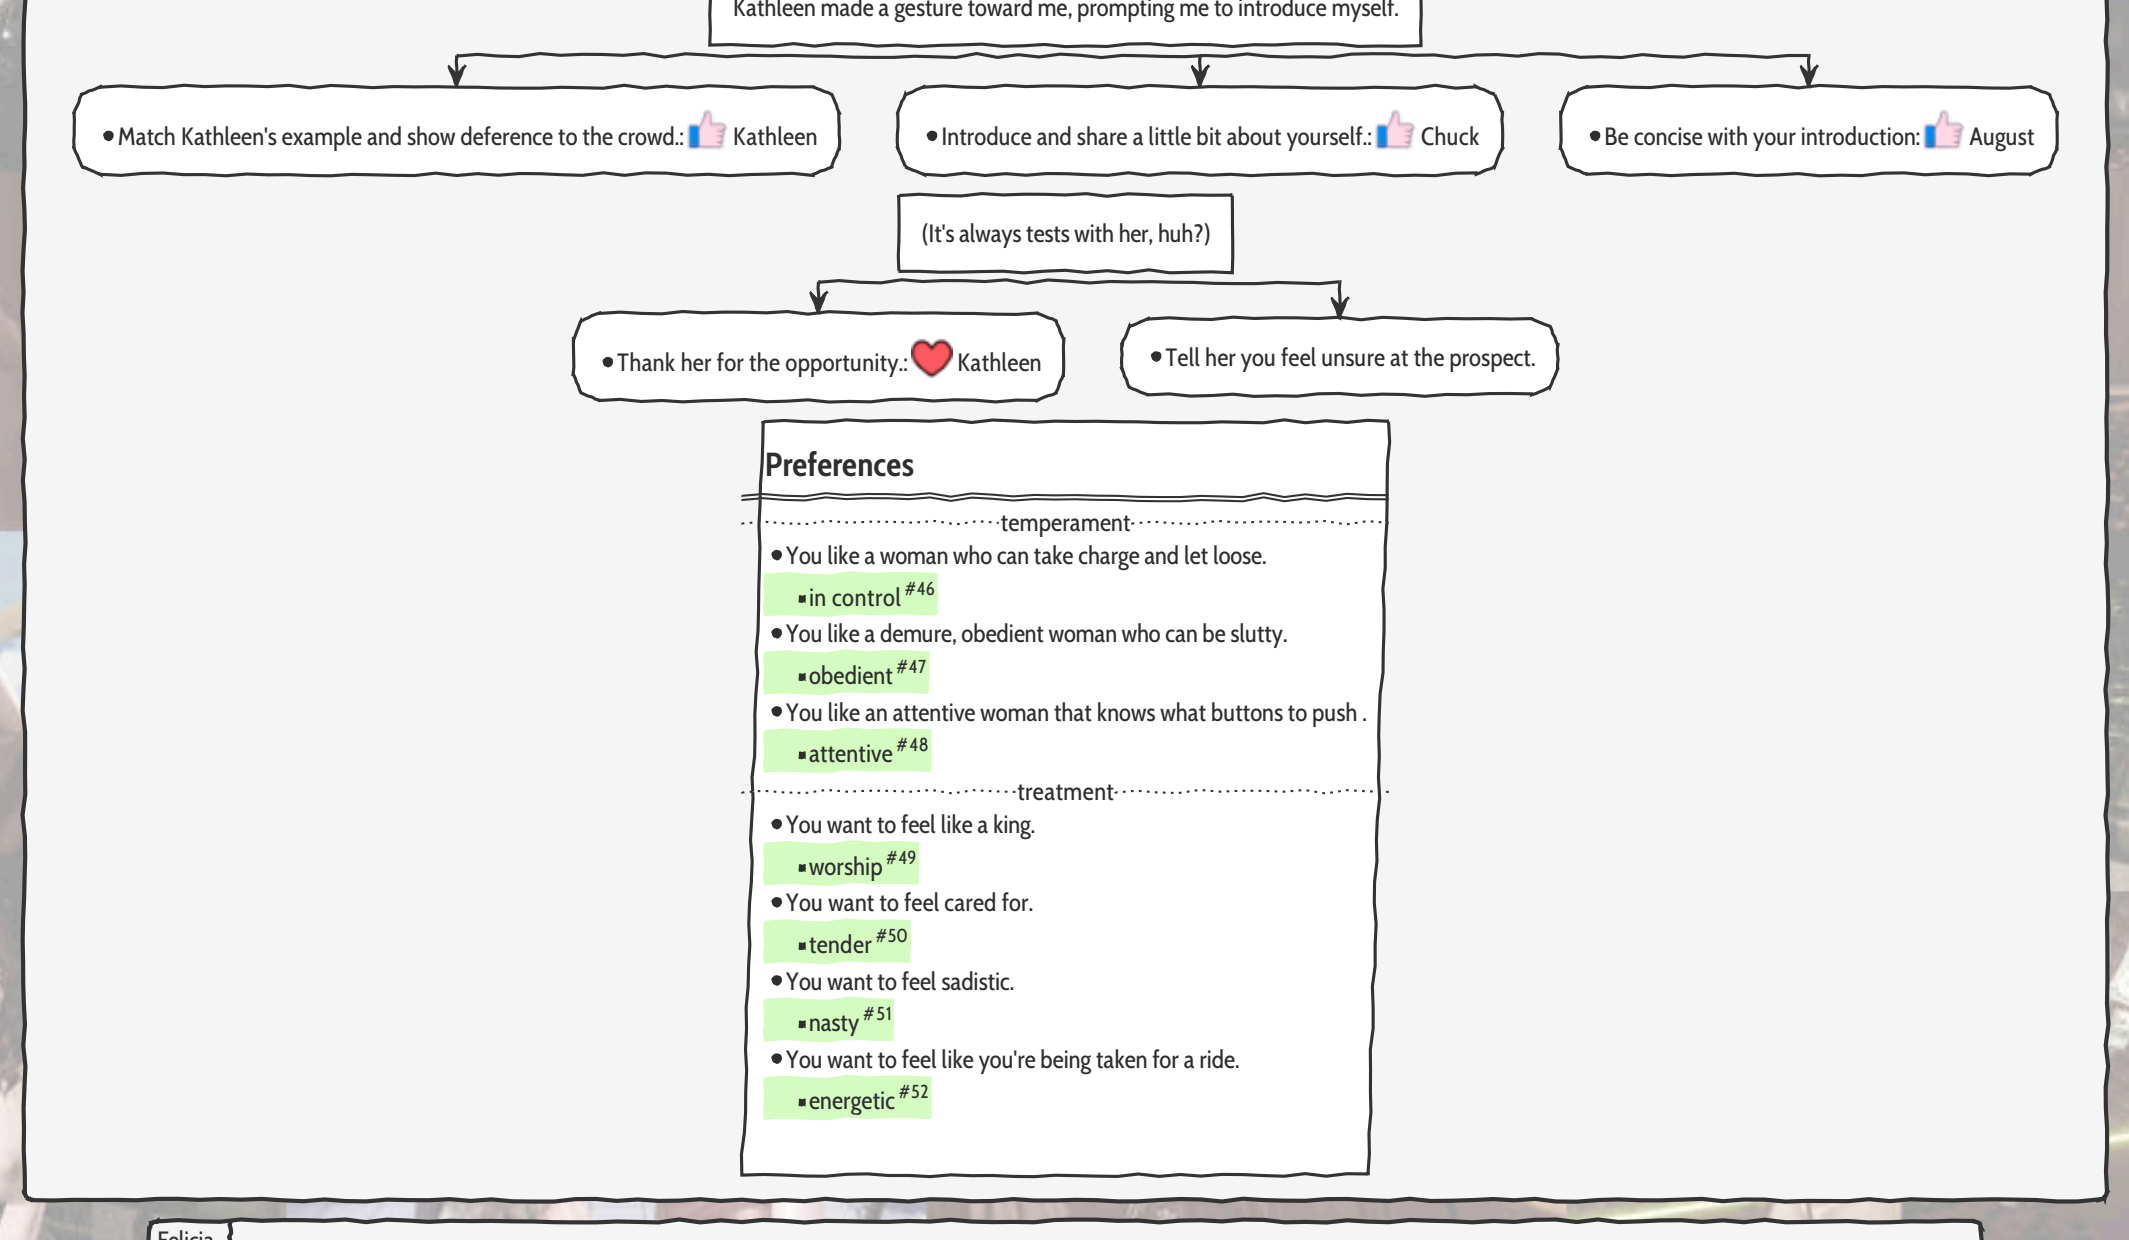 Kathleen made a gesture toward me, prompting me to introduce myself.
Match Kathleen's example and show deference to the crowd.: Kathleen
Introduce and share a little bit about yourself.: Chuck
Be concise with your introduction: August
(It's always tests with her, huh?)
Thank her for the opportunity.: Kathleen
Tell her you feel unsure at the prospect.
Preferences
temperament
You like a woman who can take charge and let loose.
in control #46
You like a demure, obedient woman who can be slutty.
obedient #47
You like an attentive woman that knows what buttons to push .
attentive #48
treatment
You want to feel like a king.
worship #49
You want to feel cared for.
tender #50
You want to feel sadistic.
nasty #51
You want to feel like you're being taken for a ride.
energetic #52
Felicia